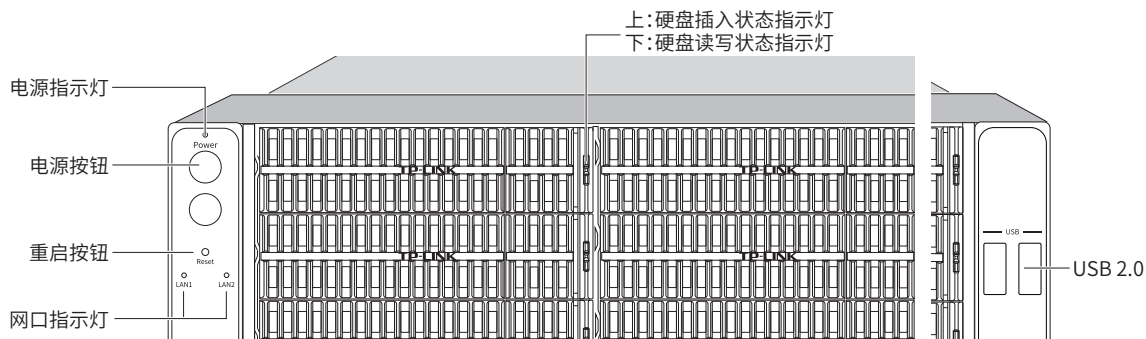 上:硬盘插入状态指示灯
下:硬盘读写状态指示灯
电源指示灯
Power
电源按钮
TP-LINK
TP-LINK
USB
重启按钮
Reset
TP-LINK
TP-LINK
USB 2.0
LAN1
LAN2
网口指示灯